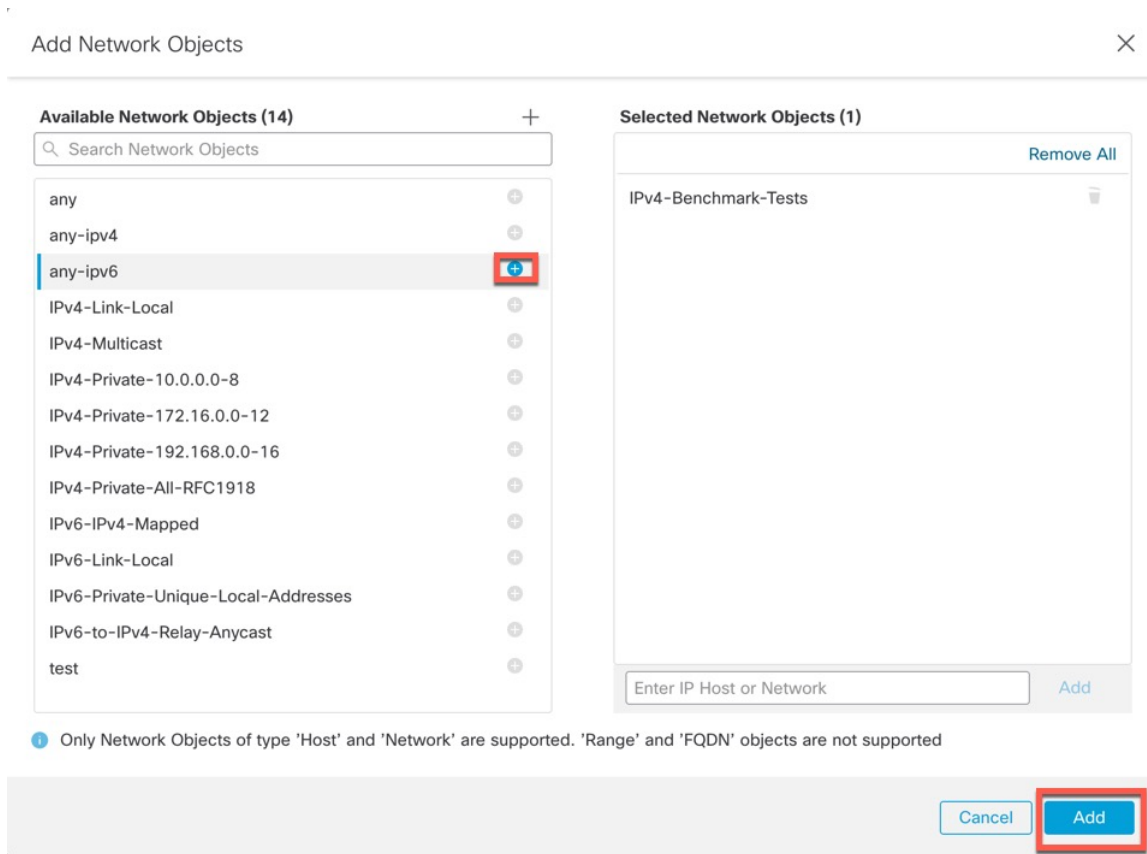 Add Network Objects
Available Network Objects (14)
Search Network Objects
any
any-ipv4
any-ipv6
IPv4-Link-Local
IPv4-Multicast
IPv4-Private-10.0.0.0-8
IPv4-Private-172.16.0.0-12
IPv4-Private-192.168.0.0-16
IPv4-Private-All-RFC1918
IPv6-IPv4-Mapped
IPv6-Link-Local
IPv6-Private-Unique-Local-Addresses
IPv6-to-IPv4-Relay-Anycast
test
Selected Network Objects (1)
Remove All
IPv4-Benchmark-Tests
Enter IP Host or Network
Add
Only Network Objects of type 'Host' and 'Network' are supported. 'Range' and 'FQDN' objects are not supported
Cancel
Add